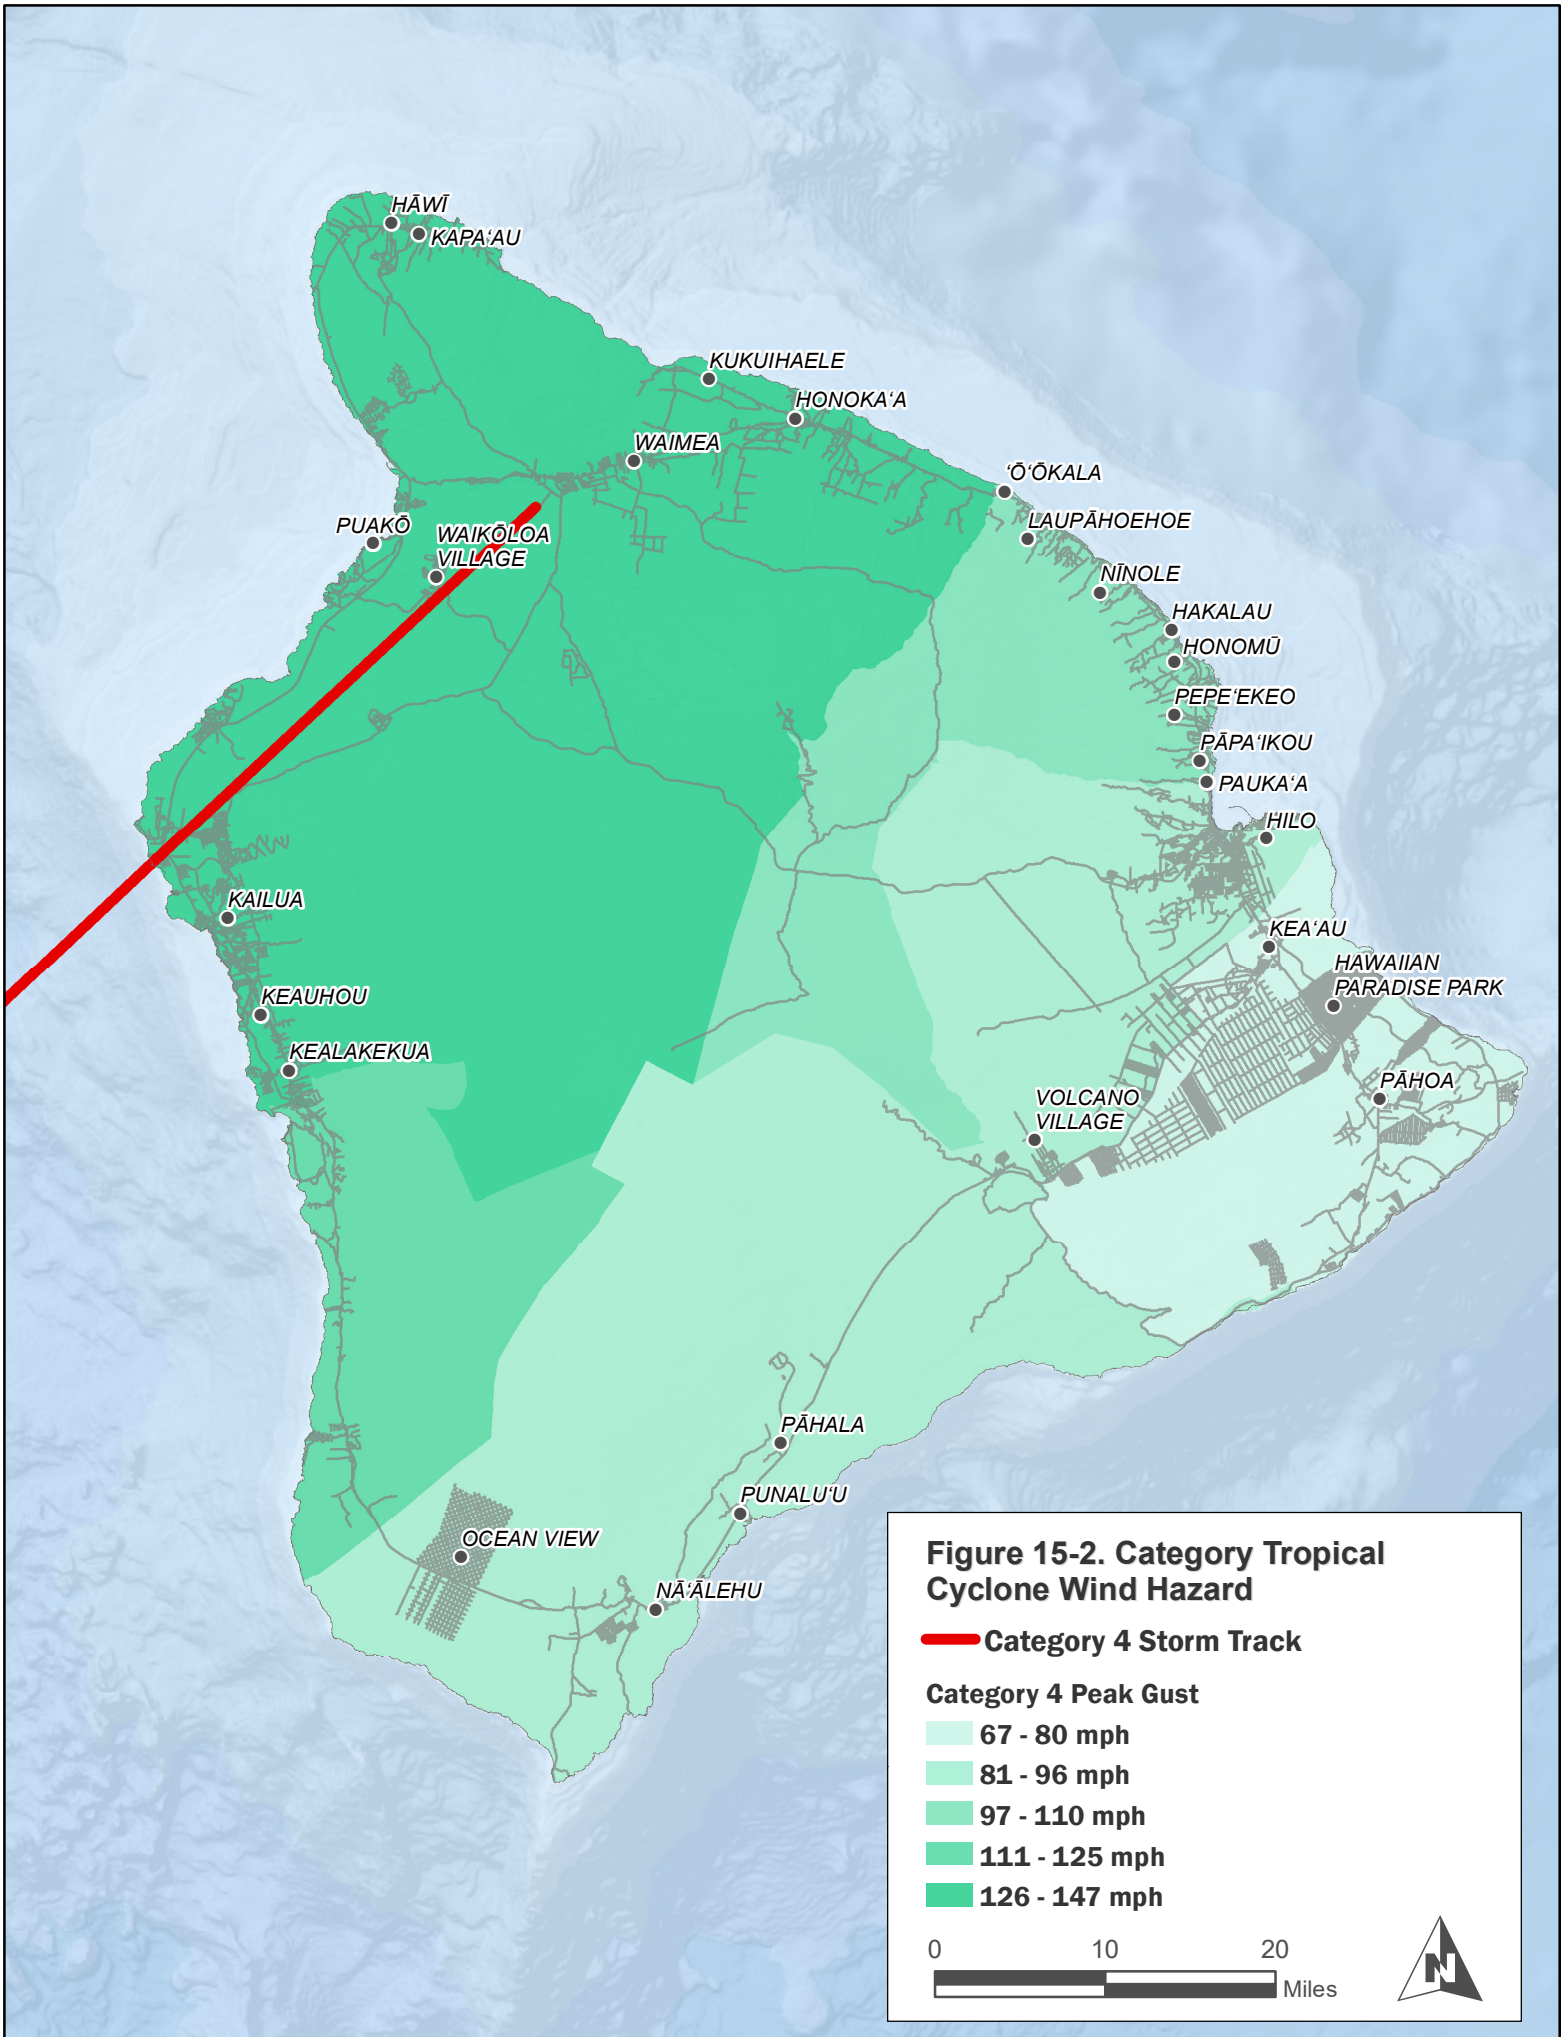 HĀWĪ
KAPAʻAU
KUKUIHAELE
HONOKAʻA
WAIMEA
ʻŌʻŌKALA
LAUPĀHOEHOE
PUAKŌ
WAIKŌLOA
VILLAGE
NĪNOLE
HAKALAU
HONOMŪ
PEPEʻEKEO
PĀPAʻIKOU
PAUKAʻA
HILO
KAILUA
KEAʻAU
HAWAIIAN
PARADISE PARK
KEAUHOU
KEALAKEKUA
PĀHOA
VOLCANO
VILLAGE
PĀHALA
PUNALUʻU
OCEAN VIEW
NĀʻĀLEHU
Figure 15-2. Category Tropical
Cyclone Wind Hazard
Category 4 Storm Track
Category 4 Peak Gust
67 - 80 mph
81 - 96 mph
97 - 110 mph
111 - 125 mph
126 - 147 mph
0 10 20
Miles
N